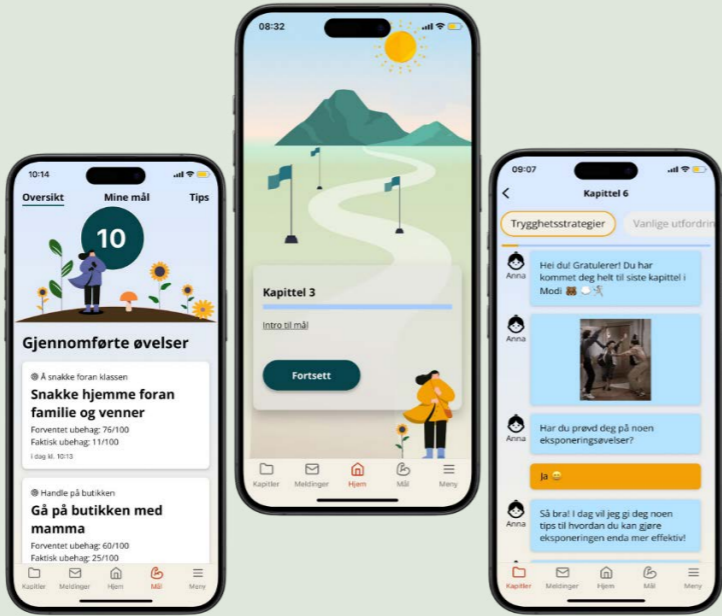 10:14
Oversikt
Mine mål
Tips
10
Gjennomførte øvelser
Å snakke foran klassen
Snakke hjemme foran
familie og venner
Forventet ubehag: 76/100
Faktisk ubehag: 11/100
I dag kl. 10:13
Handle på butikken
Gå på butikken med
mamma
Forventet ubehag: 60/100
Faktisk ubehag: 25/100
Kapitler
Meldinger
Hjem
Mål
Meny
08:32
Kapittel 3
Intro til mål
Fortsett
Kapitler
Meldinger
Hjem
Mål
Meny
09:07
Kapittel 6
Trygghetsstrategier
Vanlige utfordrin
Anna
Hei du! Gratulerer! Du har
kommet deg helt til siste kapittel i
Modi
Anna
Anna
Har du prøvd deg på noen
eksponeringsøvelser?
Ja
Anna
Så bra! I dag vil jeg gi deg noen
tips til hvordan du kan gjøre
eksponeringen enda mer effektiv!
Kapitler
Meldinger
Hjem
Mål
Meny